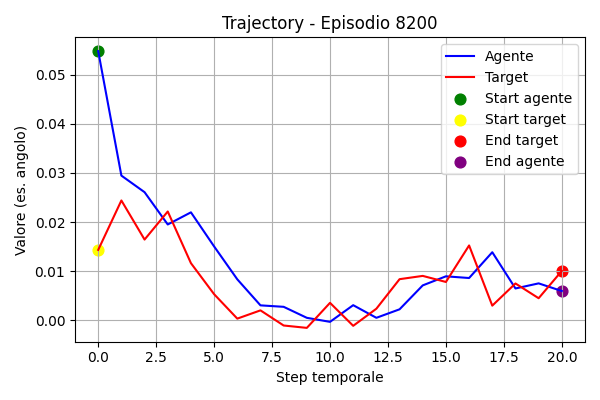 Trajectory - Episodio 8200
Agente
Target
Start agente
Start target
End target
End agente
Valore (es. angolo)
0.05
0.04
0.03
0.02
0.01
0.00
0.0 2.5 5.0 7.5 10.0 12.5 15.0 17.5 20.0
Step temporale